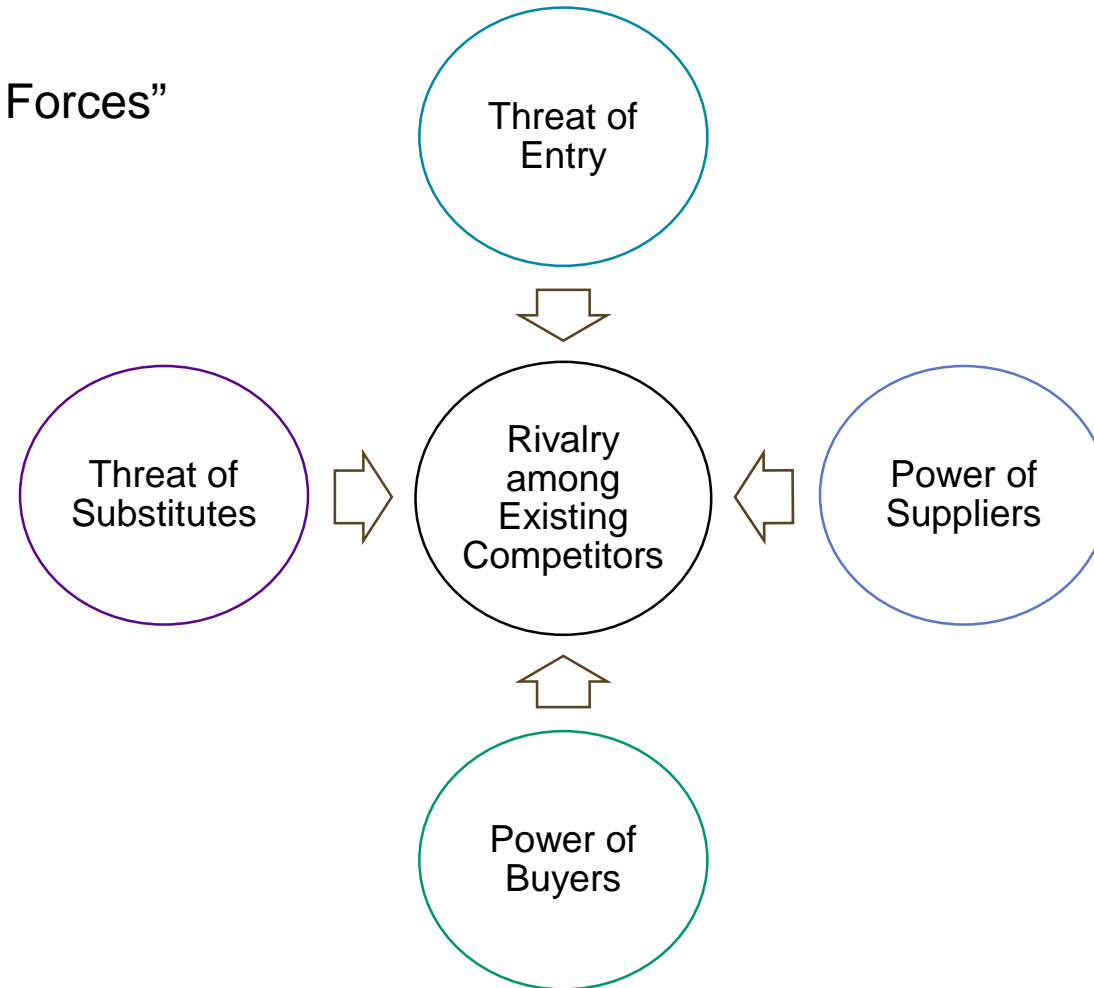 Forces”
Threat of
Entry
Threat of
Substitutes
Rivalry
among
Existing
Competitors
Power of
Suppliers
Power of
Buyers